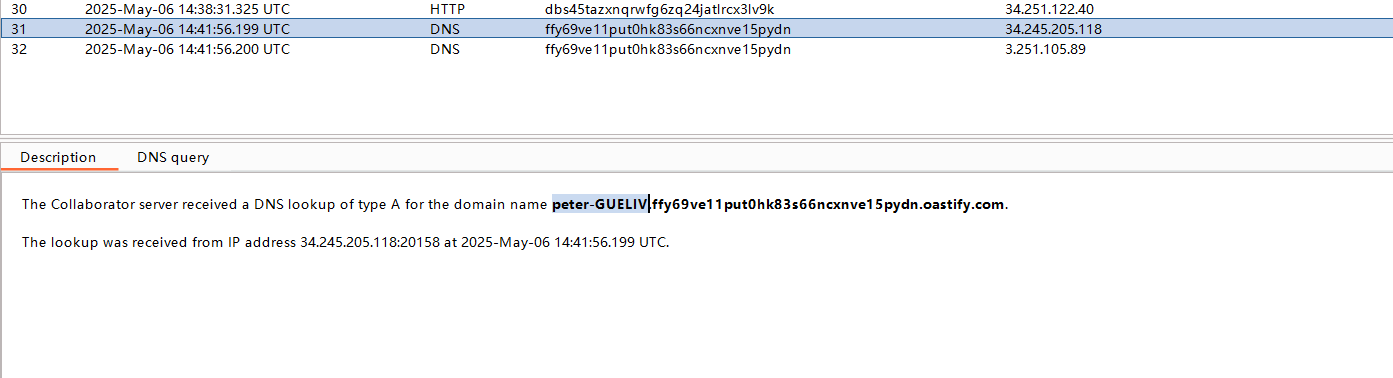 30 2025-May-06 14:38:31.325 UTC HTTP dbs45tazxnqrwfg6zq24jatlrcx3lv9k 34.251.122.40
31 2025-May-06 14:41:56.199 UTC DNS ffy69ve11put0hk83s66ncxnve15pydn 34.245.205.118
32 2025-May-06 14:41:56.200 UTC DNS ffy69ve11put0hk83s66ncxnve15pydn 3.251.105.89
Description DNS query
The Collaborator server received a DNS lookup of type A for the domain name peter-GUELIV.ffy69ve11put0hk83s66ncxnve15pydn.oastify.com.
The lookup was received from IP address 34.245.205.118:20158 at 2025-May-06 14:41:56.199 UTC.